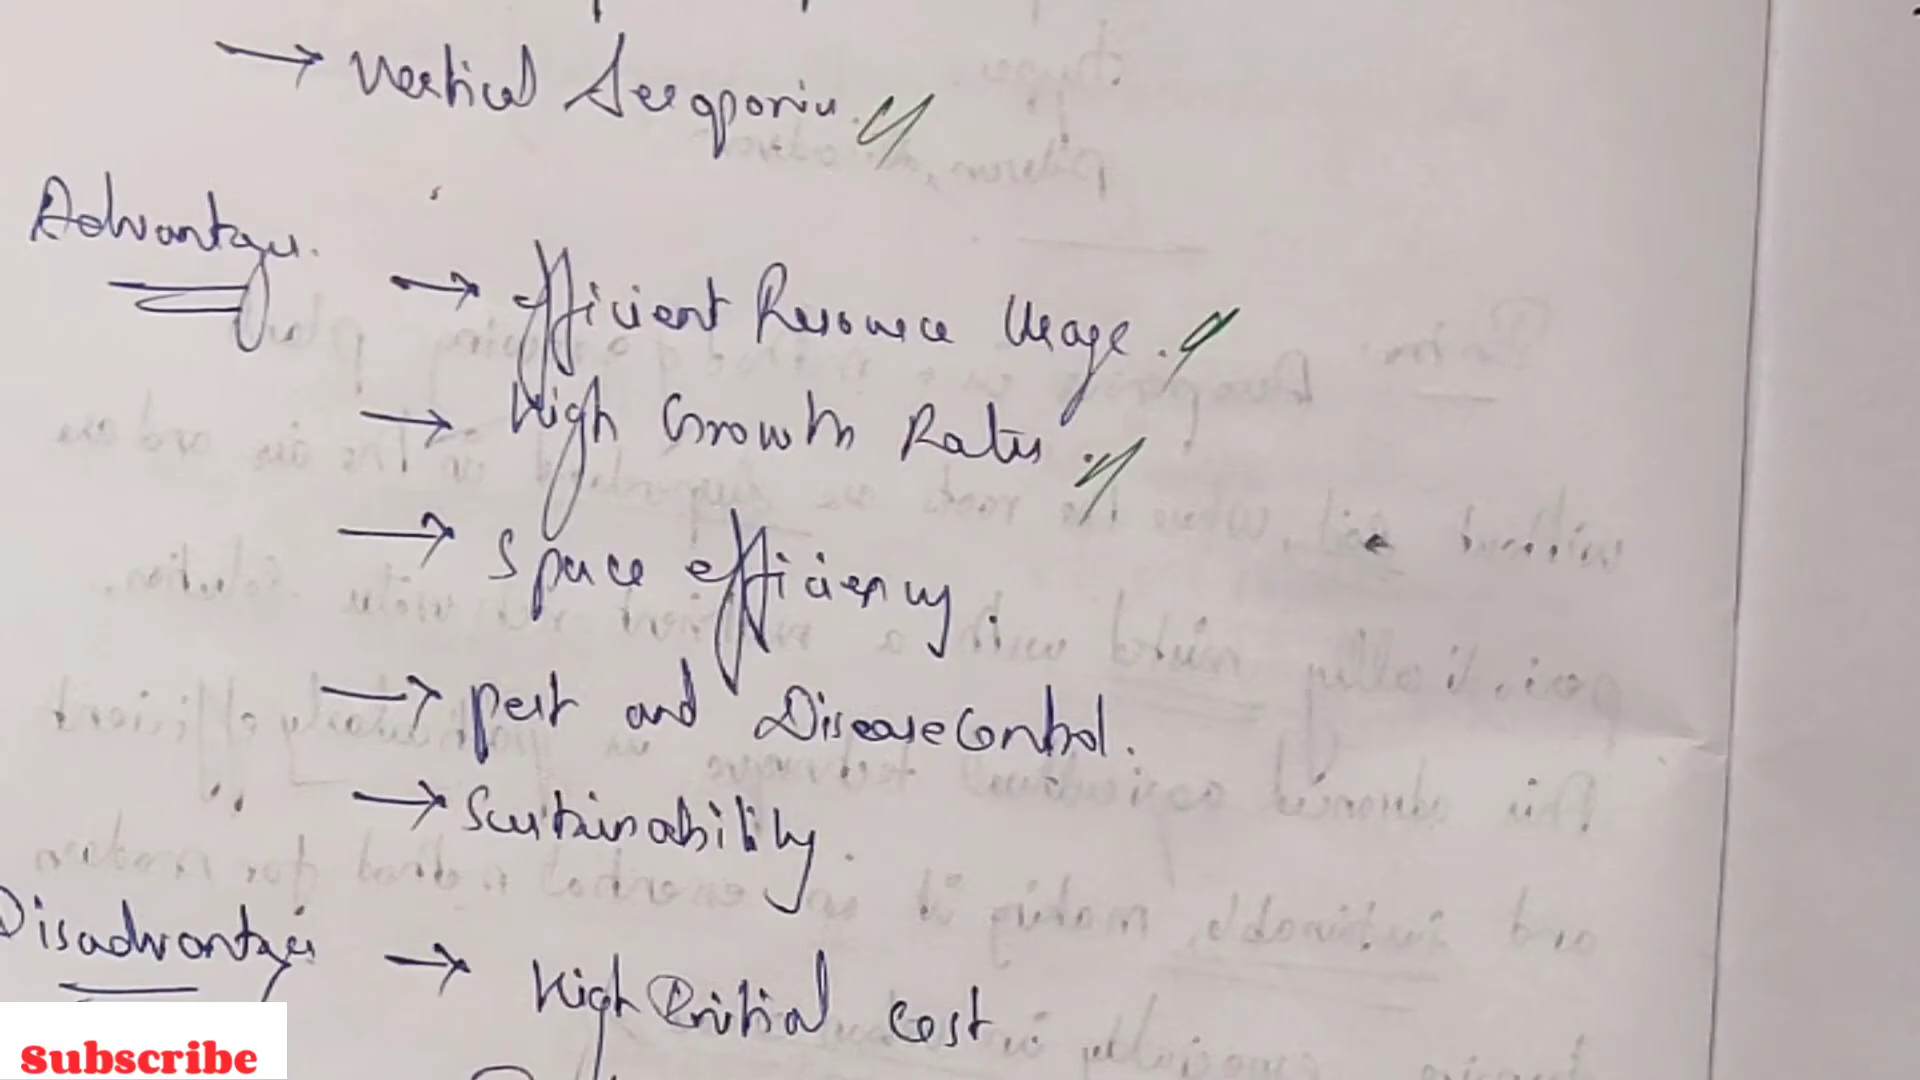 → Vertical Aeroponics.
Advantages.
→ Efficient Resource Usage.
→ High Growth Rates.
→ Space efficiency.
→ Pest and Disease Control.
→ Sustainability.
Disadvantages → High Initial cost
Subscribe